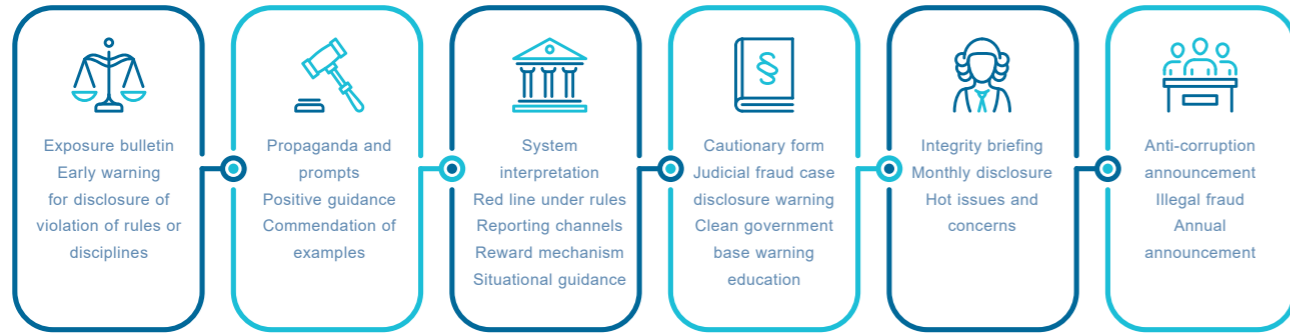 Exposure bulletin
Early warning
for disclosure of
violation of rules or
disciplines
Propaganda and
prompts
Positive guidance
Commendation of
examples
System
interpretation
Red line under rules
Reporting channels
Reward mechanism
Situational guidance
Cautionary form
Judicial fraud case
disclosure warning
Clean government
base warning
education
Integrity briefing
Monthly disclosure
Hot issues and
concerns
Anti-corruption
announcement
Illegal fraud
Annual
announcement